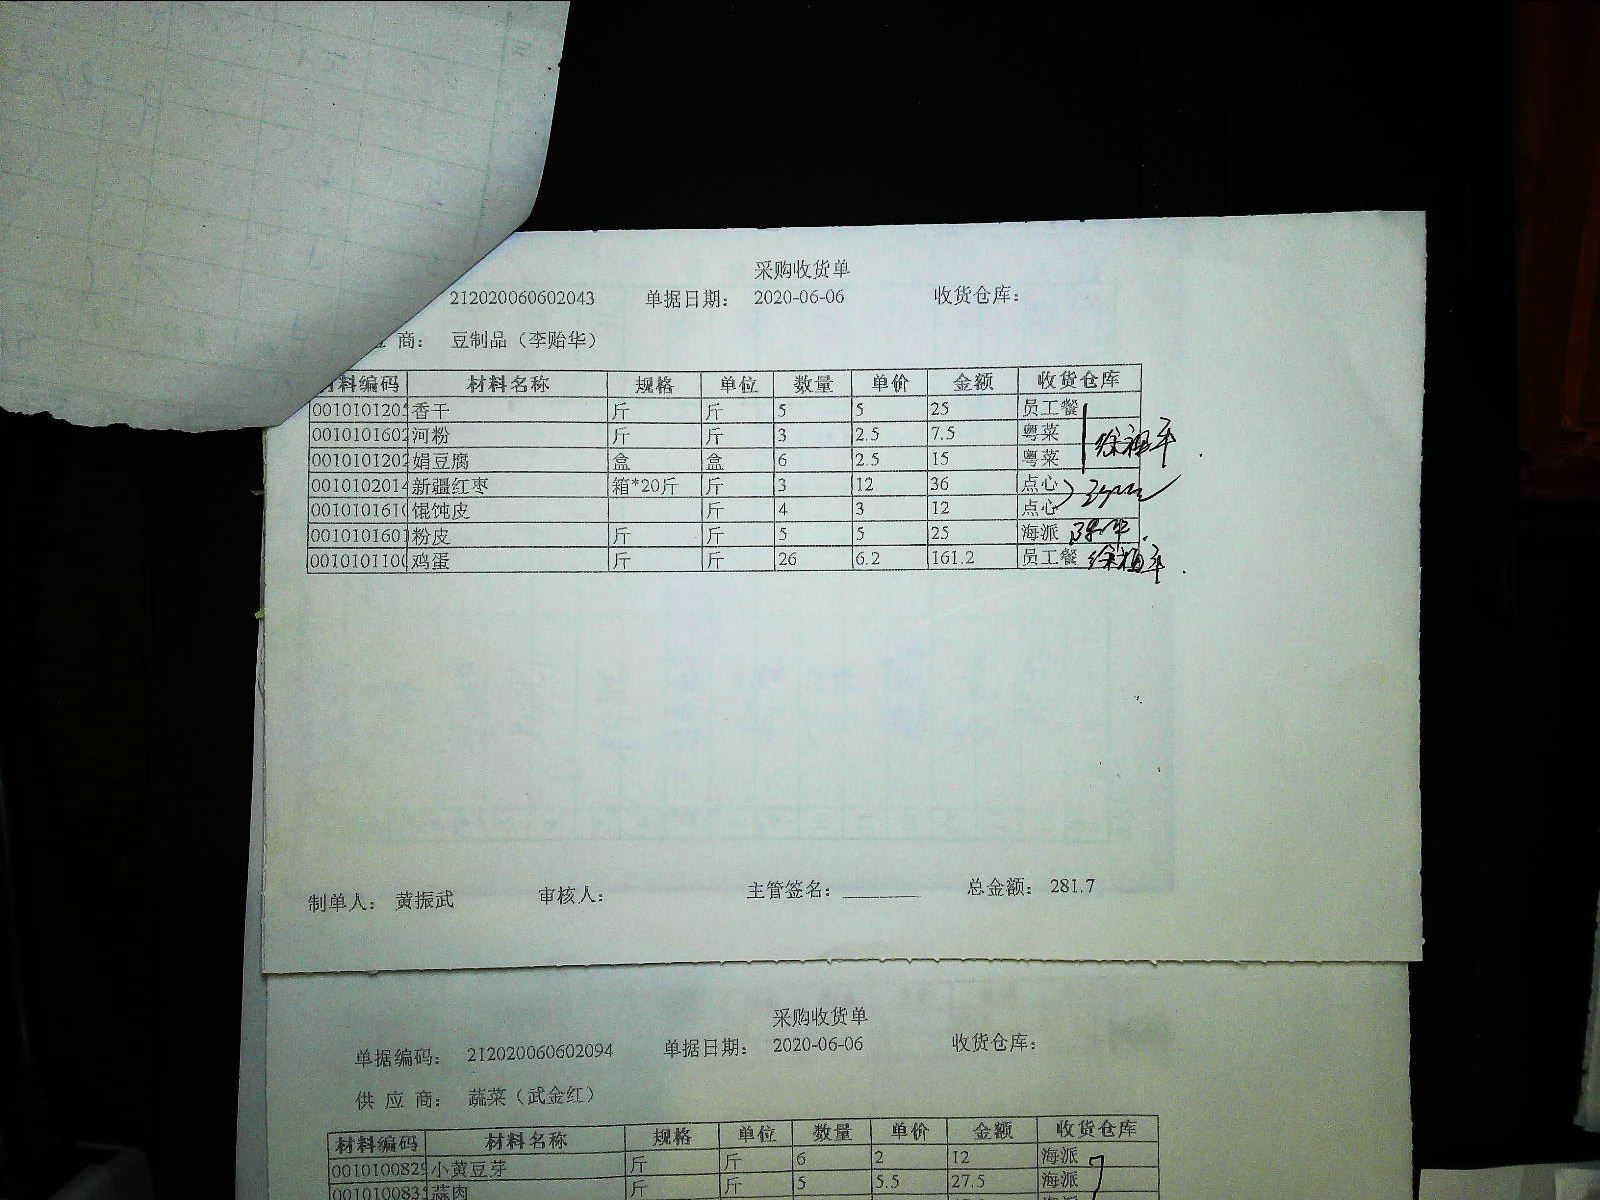 采购收货单
212020060602043 单据日期： 2020-06-06 收货仓库：
商： 豆制品（李贻华）
材料编码 材料名称 规格 单位 数量 单价 金额 收货仓库
0010101205 香干 斤 斤 5 5 25 员工餐
0010101602 河粉 斤 斤 3 2.5 7.5 粤菜
0010101202 娟豆腐 盒 盒 6 2.5 15 粤菜
0010102014 新疆红枣 箱*20斤 斤 3 12 36 点心
001010161 馄饨皮 斤 4 3 12 点心
001010160 粉皮 斤 斤 5 5 25 海派
001010110 鸡蛋 斤 斤 26 6.2 161.2 员工餐
制单人： 黄振武 审核人： 主管签名： 总金额： 281.7
采购收货单
单据编码： 212020060602094 单据日期： 2020-06-06 收货仓库：
供 应 商： 蔬菜（武金红）
材料编码 材料名称 规格 单位 数量 单价 金额 收货仓库
001010082 小黄豆芽 斤 斤 6 2 12 海派
001010083 蒜肉 斤 斤 5 5.5 27.5 海派